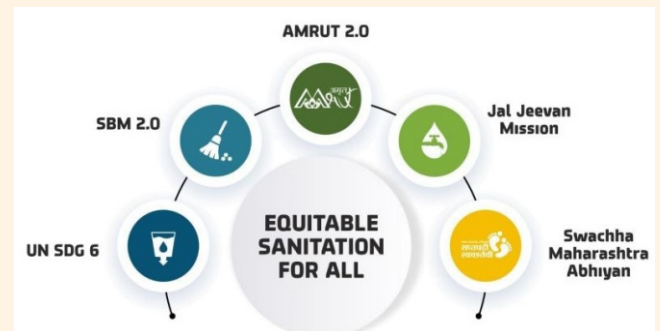 AMRUT 2.0
SBM 2.0
Jal Jeevan
Mission
UN SDG 6
EQUITABLE
SANITATION
FOR ALL
Swachha
Maharashtra
Abhiyan